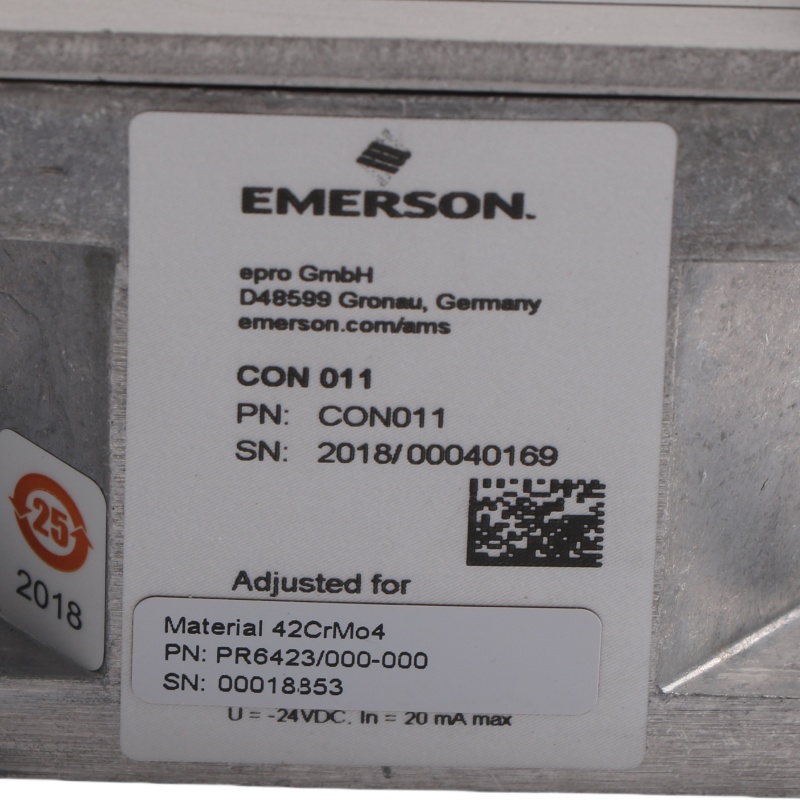 EMERSON.
epro GmbH
D48599 Gronau, Germany
emerson.com/ams
CON 011
PN: CON011
SN: 2018/00040169
25
2018
Adjusted for
Material 42CrMo4
PN: PR6423/000-000
SN: 00018853
U = -24VDC, In = 20 mA max